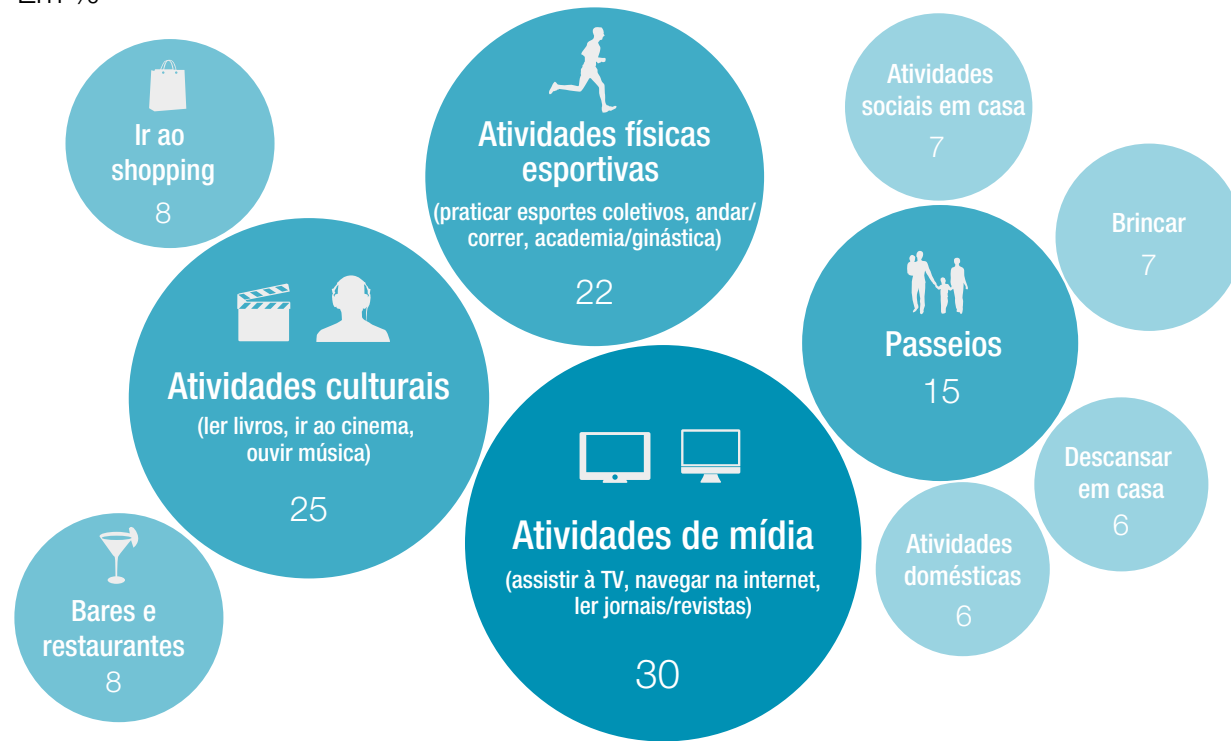 Em %
Ir ao
shopping
8
Atividades físicas
esportivas
(praticar esportes coletivos, andar/
correr, academia/ginástica)
22
Atividades
sociais em casa
7
Brincar
7
Atividades culturais
(ler livros, ir ao cinema,
ouvir música)
25
Passeios
15
Descansar
em casa
6
Atividades de mídia
(assistir à TV, navegar na internet,
ler jornais/revistas)
30
Atividades
domésticas
6
Bares e
restaurantes
8